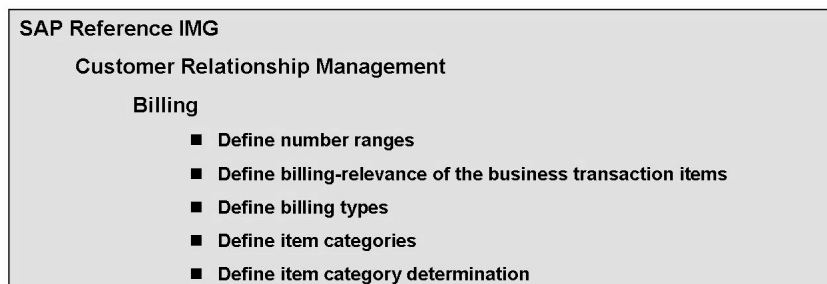 SAP Reference IMG
Customer Relationship Management
Billing
■ Define number ranges
■ Define billing-relevance of the business transaction items
■ Define billing types
■ Define item categories
■ Define item category determination